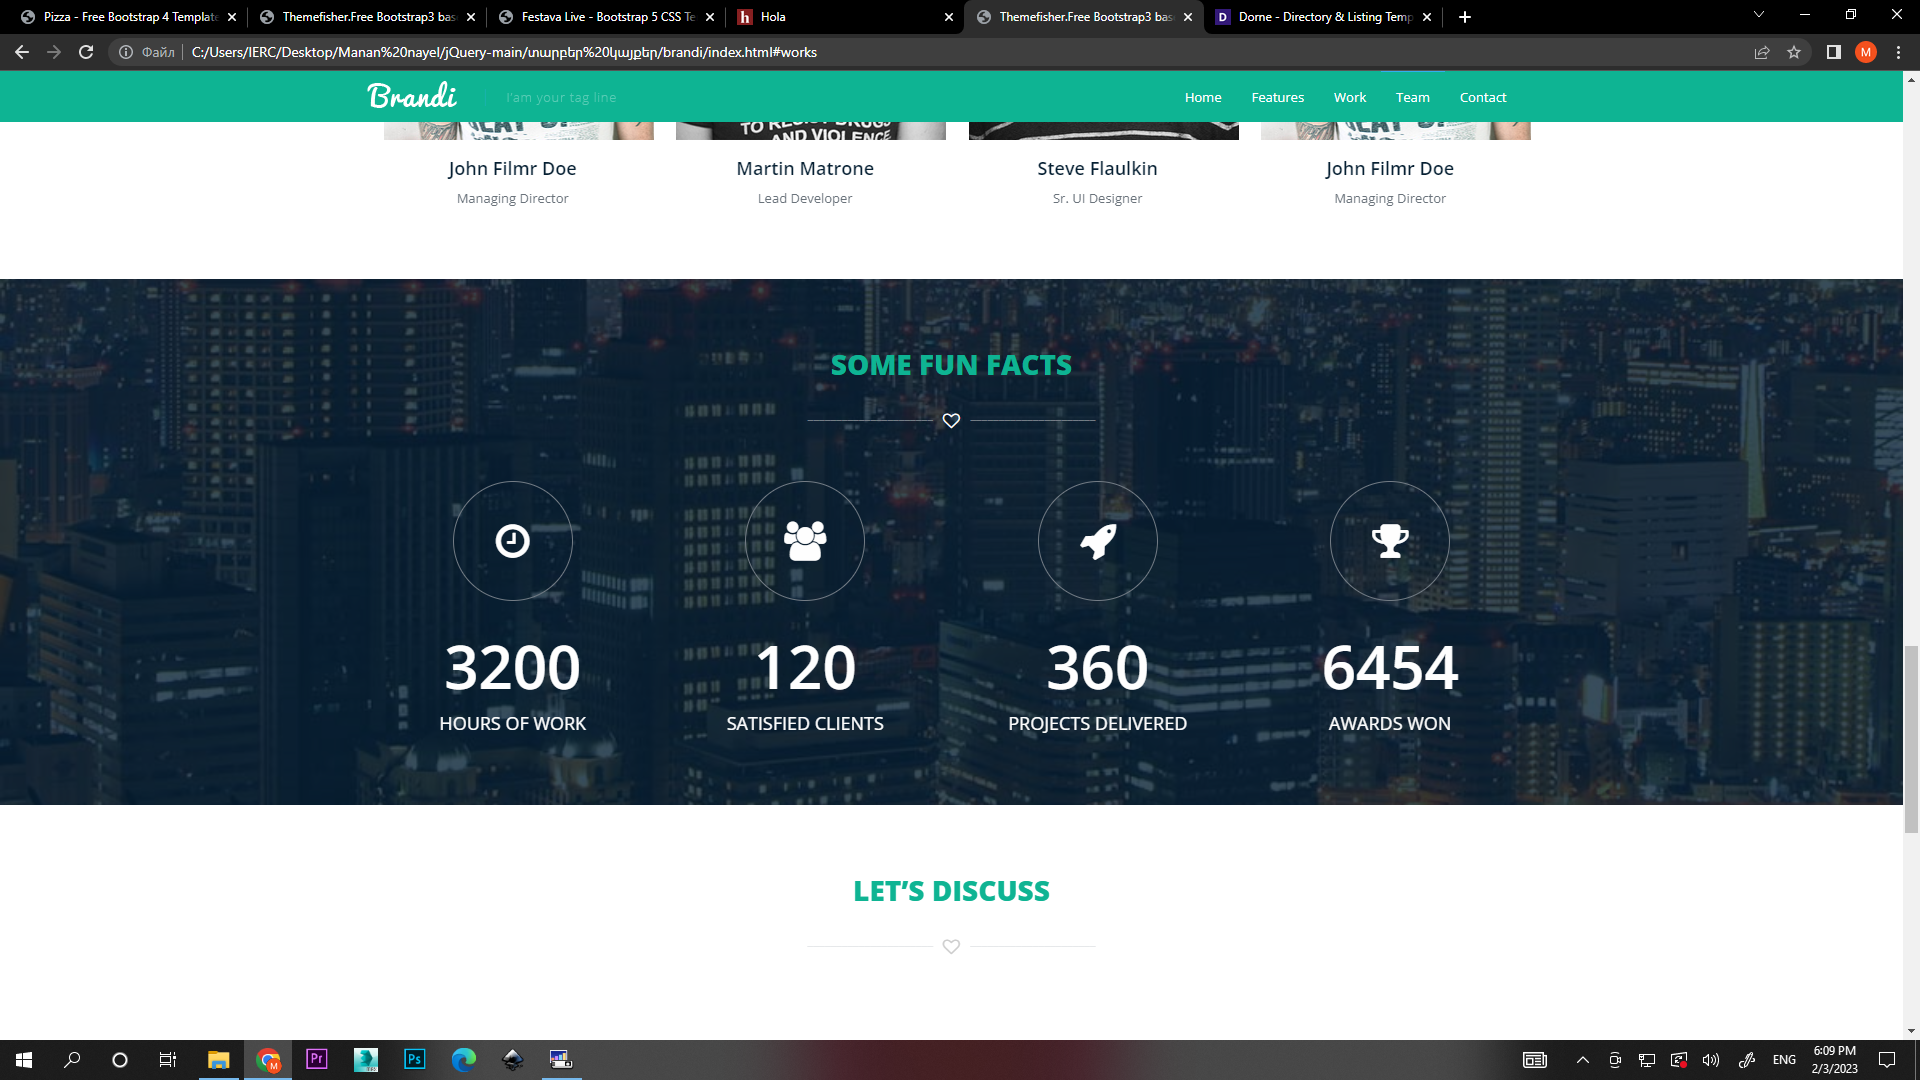 Pizza - Free Bootstrap 4 Template
Themefisher.Free Bootstrap3 bas
Festava Live - Bootstrap 5 CSS Te
Hola
Themefisher.Free Bootstrap3 bas
Dorne - Directory & Listing Temp
Файл
C:/Users/IERC/Desktop/Manan%20nayel/jQuery-main/տարբեր%20կայքեր/brandi/index.html#works
M
Brandi
I'am your tag line
Home
Features
Work
Team
Contact
TO RESIST DRUGS
AND VIOLENCE
John Filmr Doe
Martin Matrone
Steve Flaulkin
John Filmr Doe
Managing Director
Lead Developer
Sr. UI Designer
Managing Director
SOME FUN FACTS
3200
120
360
6454
HOURS OF WORK
SATISFIED CLIENTS
PROJECTS DELIVERED
AWARDS WON
LET'S DISCUSS
ENG
6:09 PM
2/3/2023